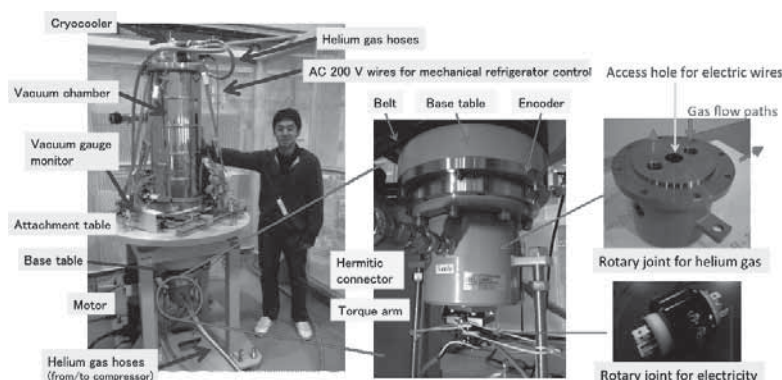 Cryocooler
Helium gas hoses
AC 200 V wires for mechanical refrigerator control
Vacuum chamber
Vacuum gauge
monitor
Attachment table
Base table
Motor
Helium gas hoses
(from/to compressor)
Belt
Base table
Encoder
Hermitic
connector
Torque arm
Access hole for electric wires
Gas flow paths
Rotary joint for helium gas
Rotary joint for electricity